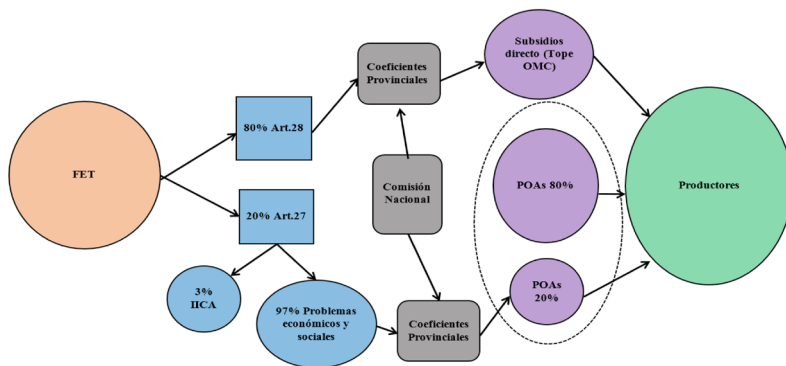 FET
80% Art.28
20% Art.27
3%
IICA
97% Problemas
económicos y
sociales
Coeficientes
Provinciales
Comisión
Nacional
Coeficientes
Provinciales
Subsidios
directo (Tope
OMC)
POAs 80%
POAs
20%
Productores